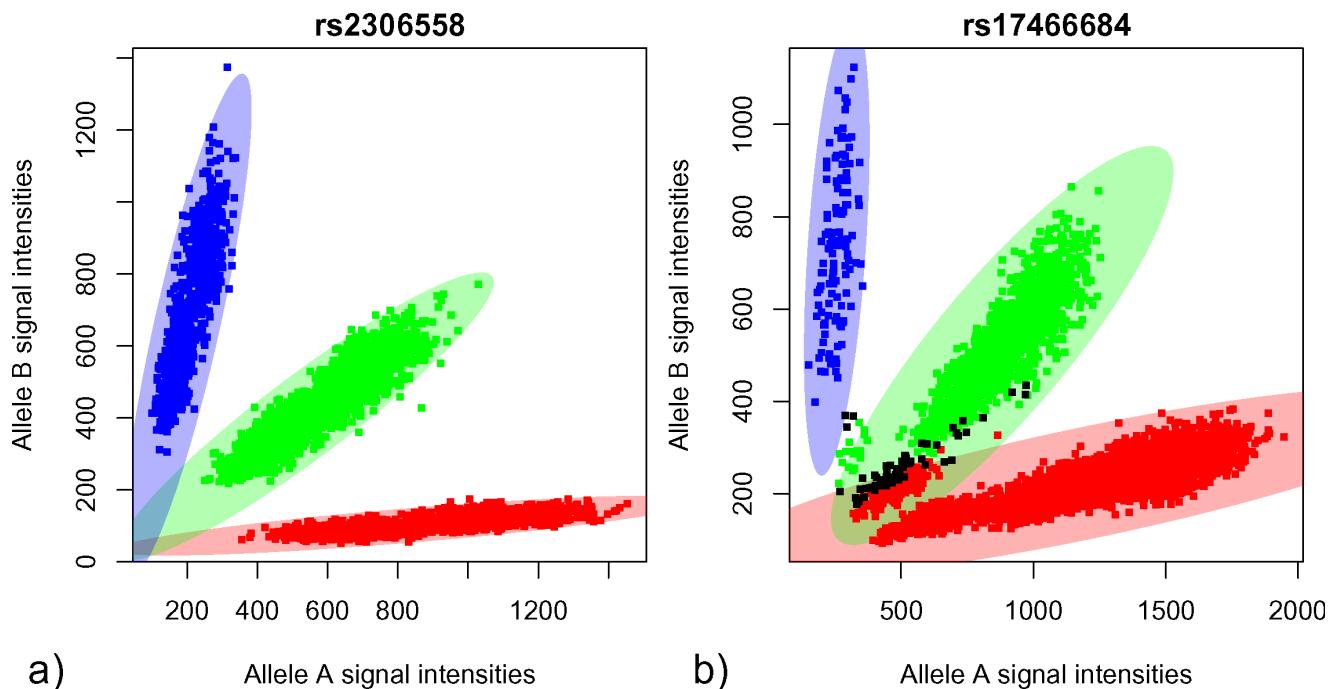 rs2306558
Allele B signal intensities
0 200 400 600 800 1200
200 400 600 800 1200
a)
Allele A signal intensities
rs17466684
Allele B signal intensities
200 400 600 800 1000
500 1000 1500 2000
b)
Allele A signal intensities